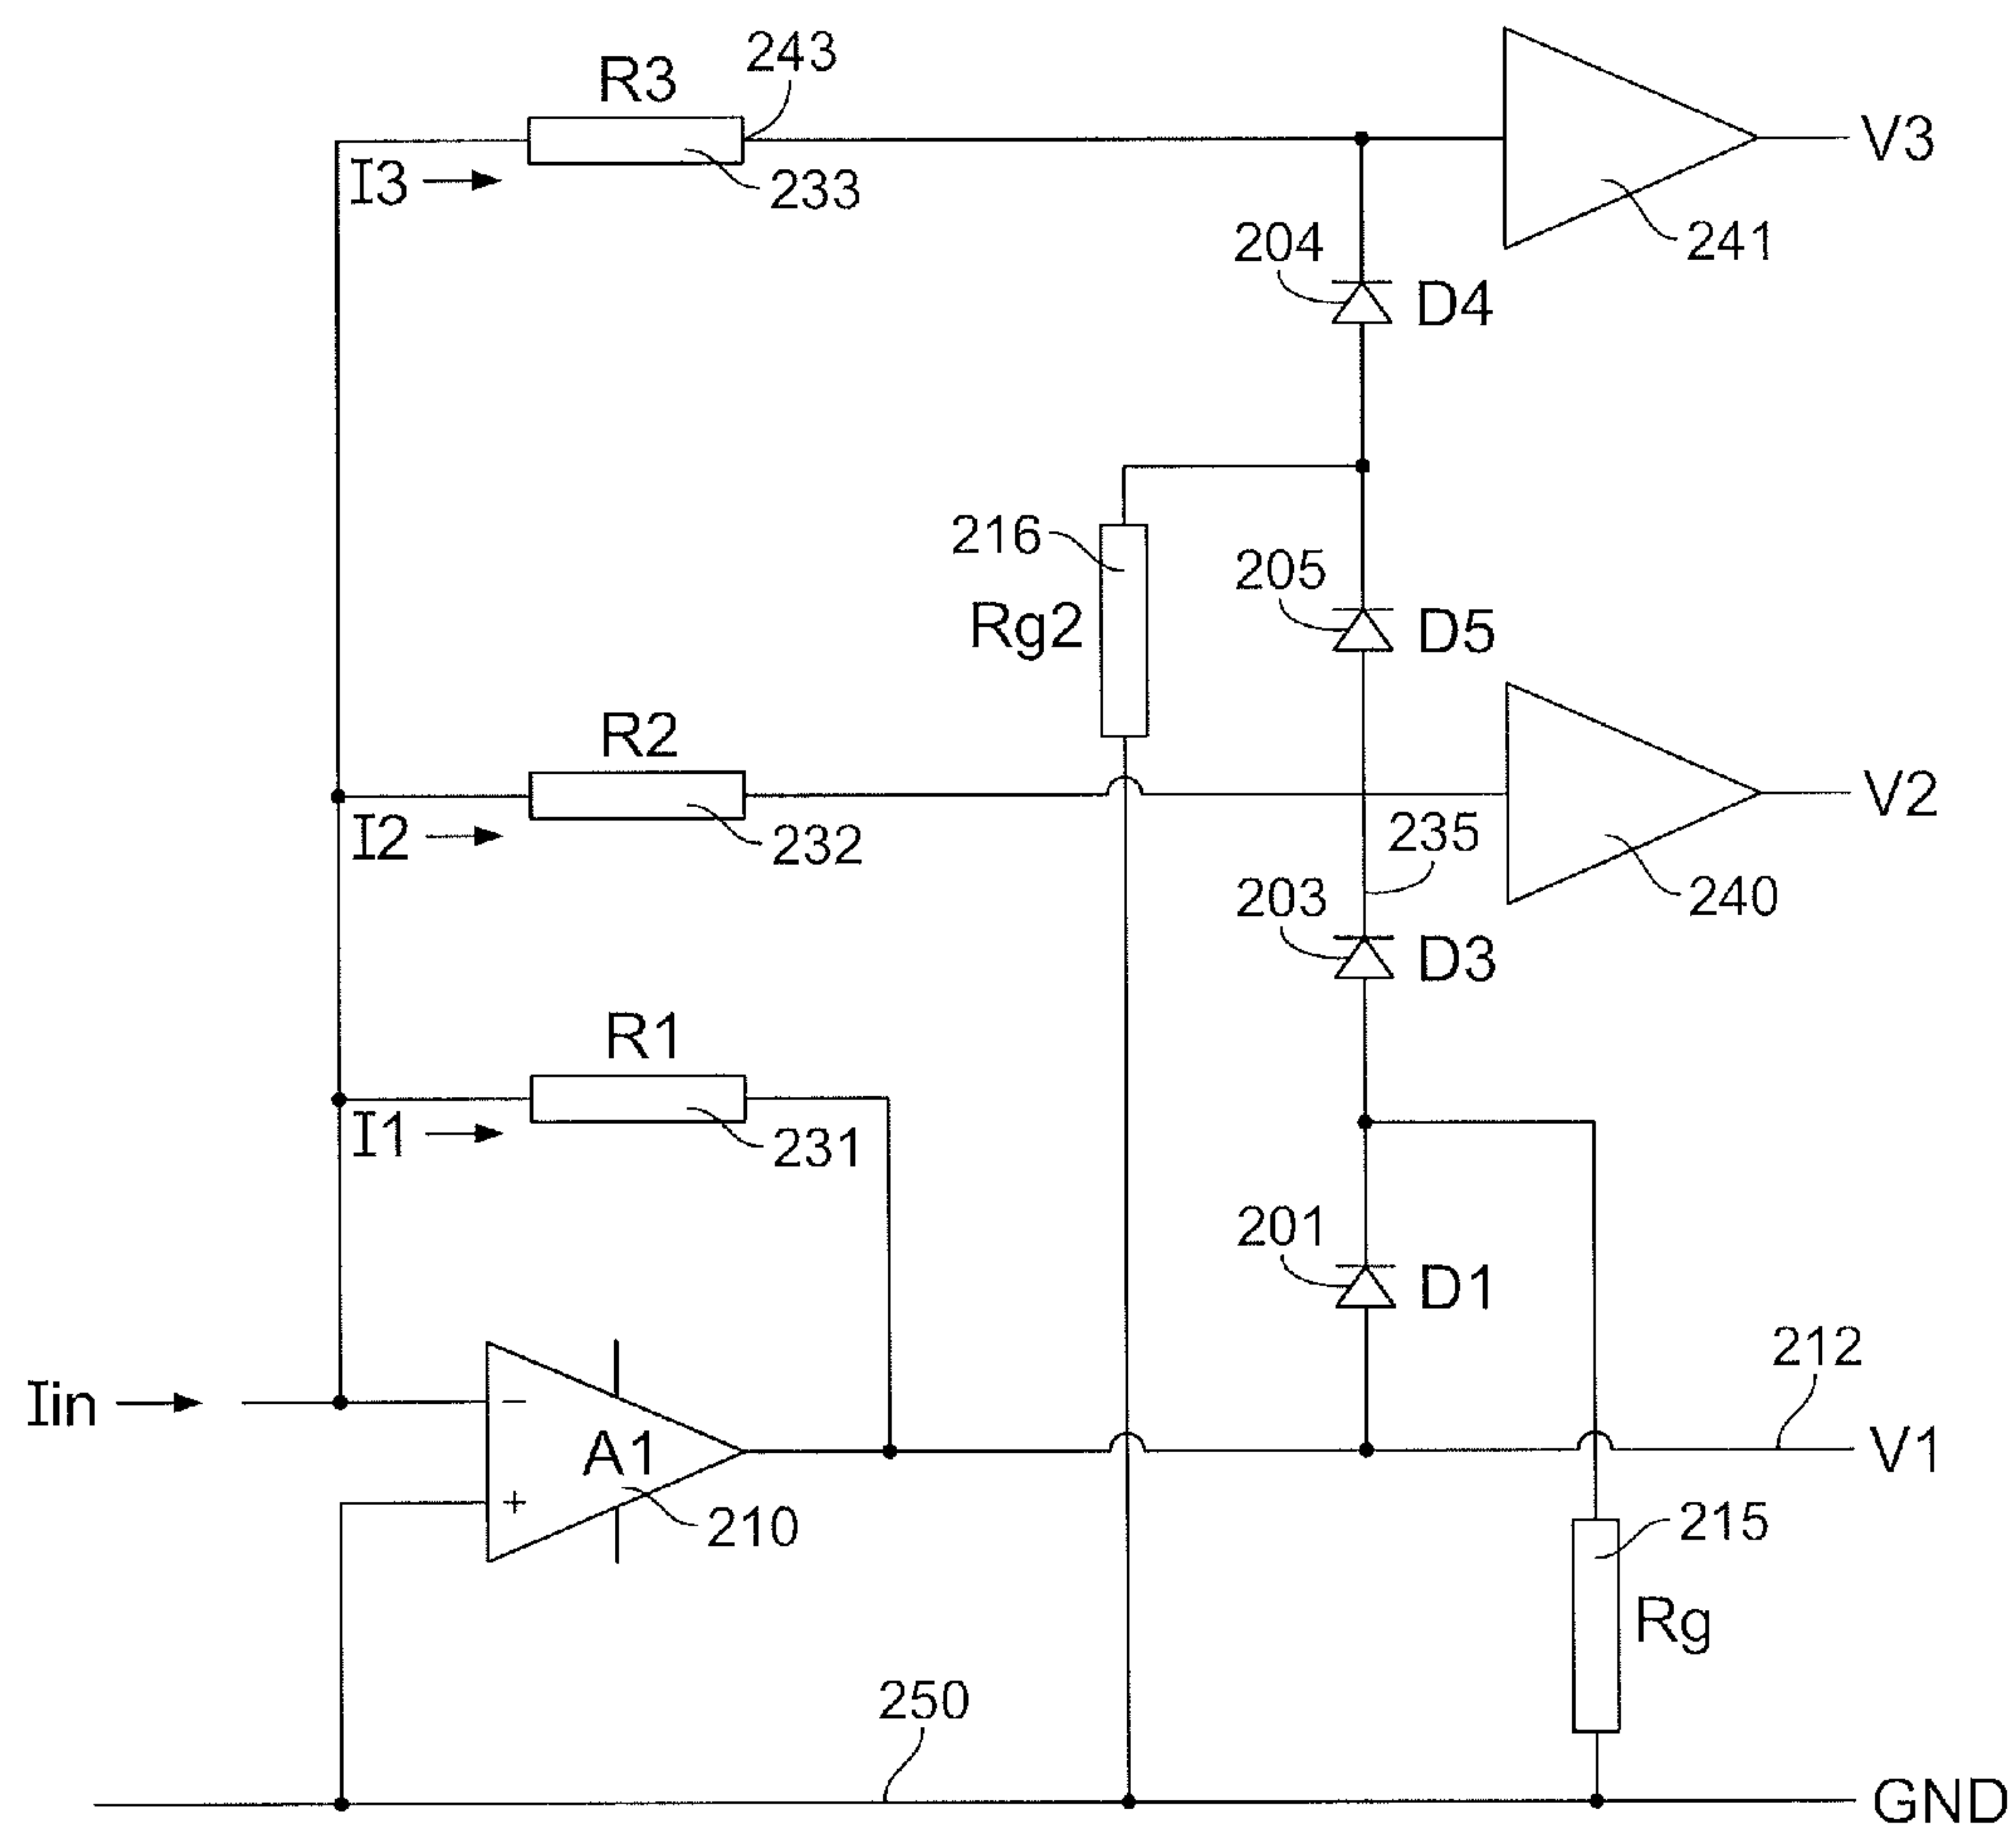 R3
243
V3
I3
233
241
204
D4
216
205
Rg2
D5
R2
V2
I2
232
235
203
240
D3
R1
I1
231
201
D1
212
Iin
−
A1
V1
+
210
215
Rg
250
GND